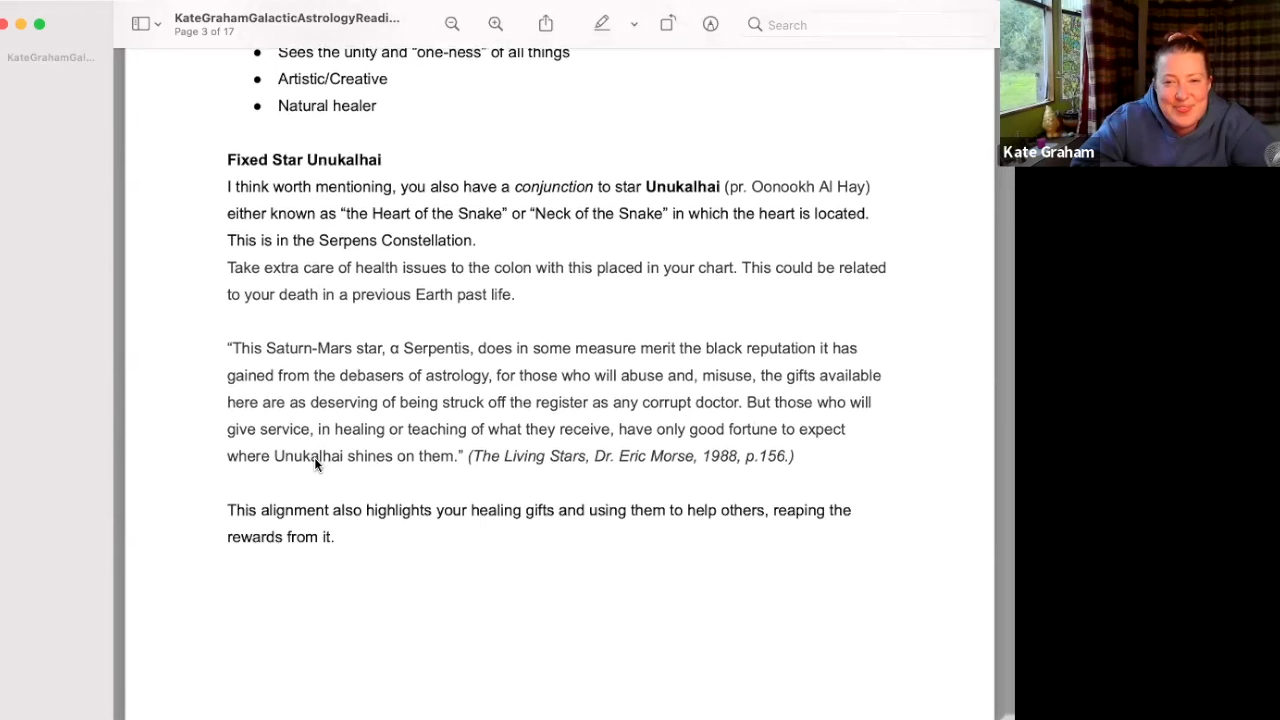 KateGrahamGalacticAstrologyReadi...
Page 3 of 17
Search
KateGrahamGal...
● Sees the unity and “one-ness” of all things
● Artistic/Creative
● Natural healer
Fixed Star Unukalhai
I think worth mentioning, you also have a conjunction to star Unukalhai (pr. Oonookh Al Hay)
either known as “the Heart of the Snake” or “Neck of the Snake” in which the heart is located.
This is in the Serpens Constellation.
Take extra care of health issues to the colon with this placed in your chart. This could be related
to your death in a previous Earth past life.
“This Saturn-Mars star, α Serpentis, does in some measure merit the black reputation it has
gained from the debasers of astrology, for those who will abuse and, misuse, the gifts available
here are as deserving of being struck off the register as any corrupt doctor. But those who will
give service, in healing or teaching of what they receive, have only good fortune to expect
where Unukalhai shines on them.” (The Living Stars, Dr. Eric Morse, 1988, p.156.)
This alignment also highlights your healing gifts and using them to help others, reaping the
rewards from it.
Kate Graham